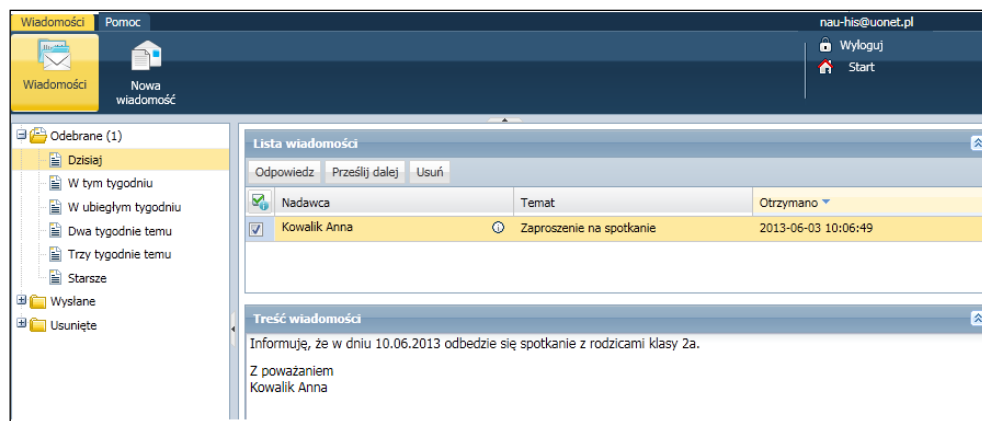 Wiadomości Pomoc nau-his@uonet.pl
Wyloguj
Start
Wiadomości
Nowa
wiadomość
Odebrane (1)
Dzisiaj
W tym tygodniu
W ubiegłym tygodniu
Dwa tygodnie temu
Trzy tygodnie temu
Starsze
Wysłane
Usunięte
Lista wiadomości
Odpowiedz Prześlij dalej Usuń
Nadawca Temat Otrzymano
Kowalik Anna Zaproszenie na spotkanie 2013-06-03 10:06:49
Treść wiadomości
Informuję, że w dniu 10.06.2013 odbedzie się spotkanie z rodzicami klasy 2a.
Z poważaniem
Kowalik Anna